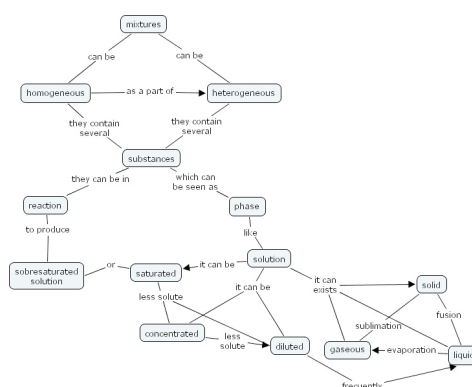 mixtures
can be
can be
homogeneous
as a part of
heterogeneous
they contain
several
they contain
several
substances
they can be in
which can
be seen as
reaction
phase
to produce
like
sobresaturated
solution
or
saturated
it can be
solution
it can
exists
solid
less solute
it can be
fusion
concentrated
less
solute
diluted
sublimation
gaseous
evaporation